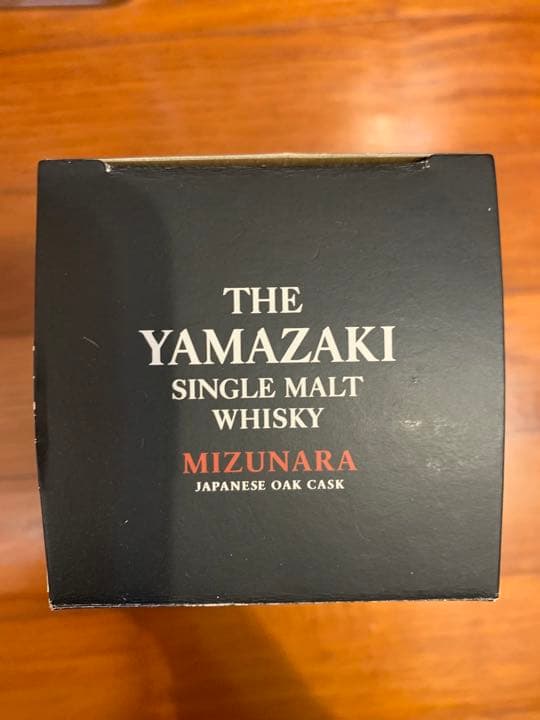 THE
YAMAZAKI
SINGLE MALT
WHISKY
MIZUNARA
JAPANESE OAK CASK